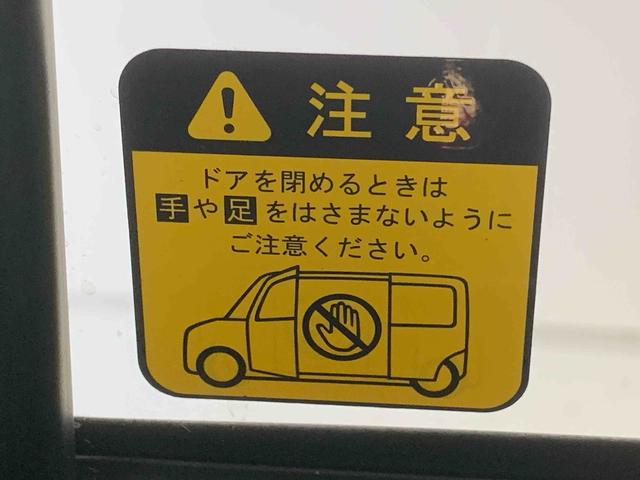 注意
ドアを閉めるときは
手や足をはさまないように
ご注意ください。